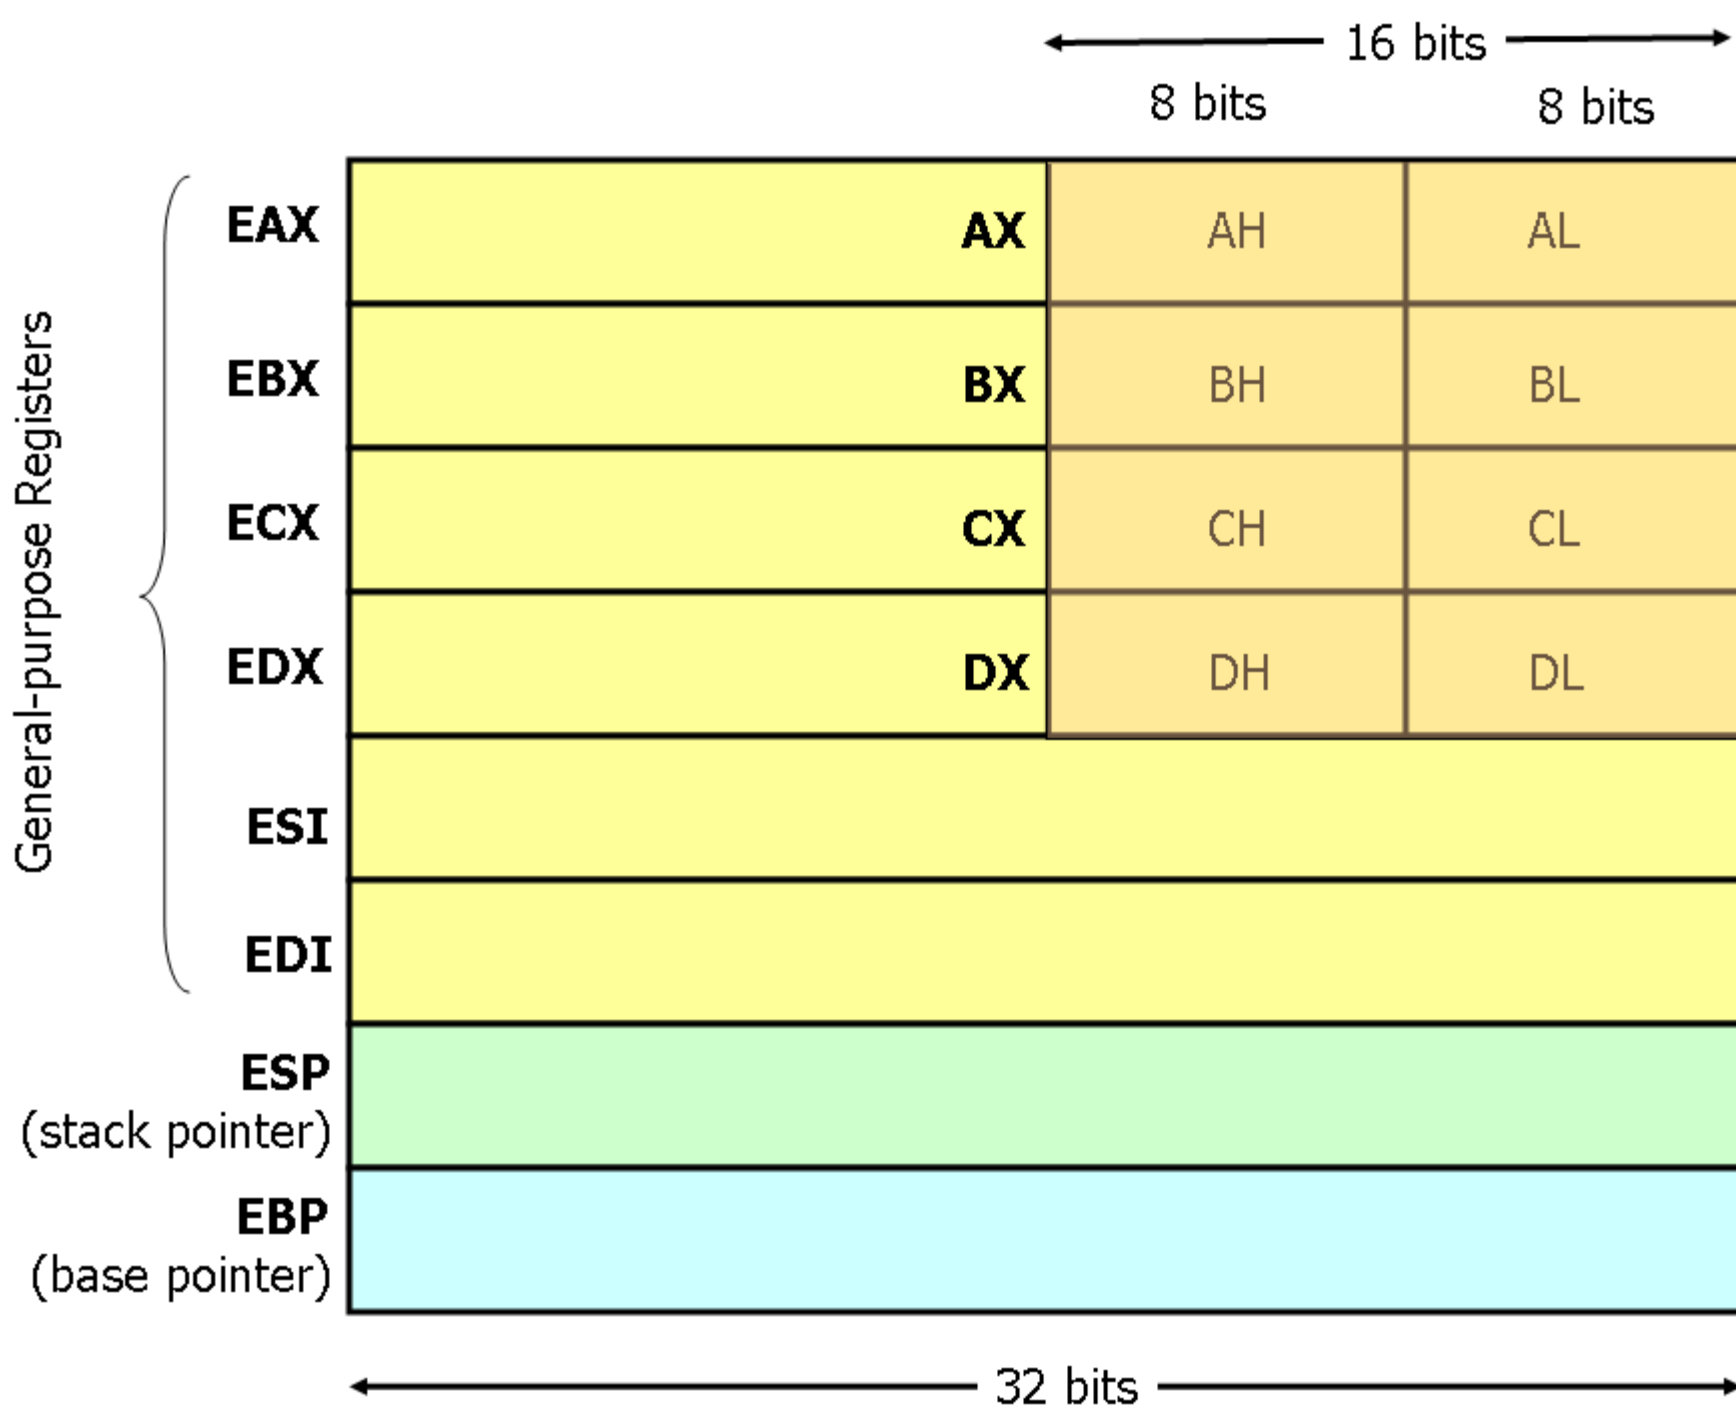 16 bits
8 bits 8 bits
General-purpose Registers
EAX AX AH AL
EBX BX BH BL
ECX CX CH CL
EDX DX DH DL
ESI
EDI
ESP
(stack pointer)
EBP
(base pointer)
32 bits